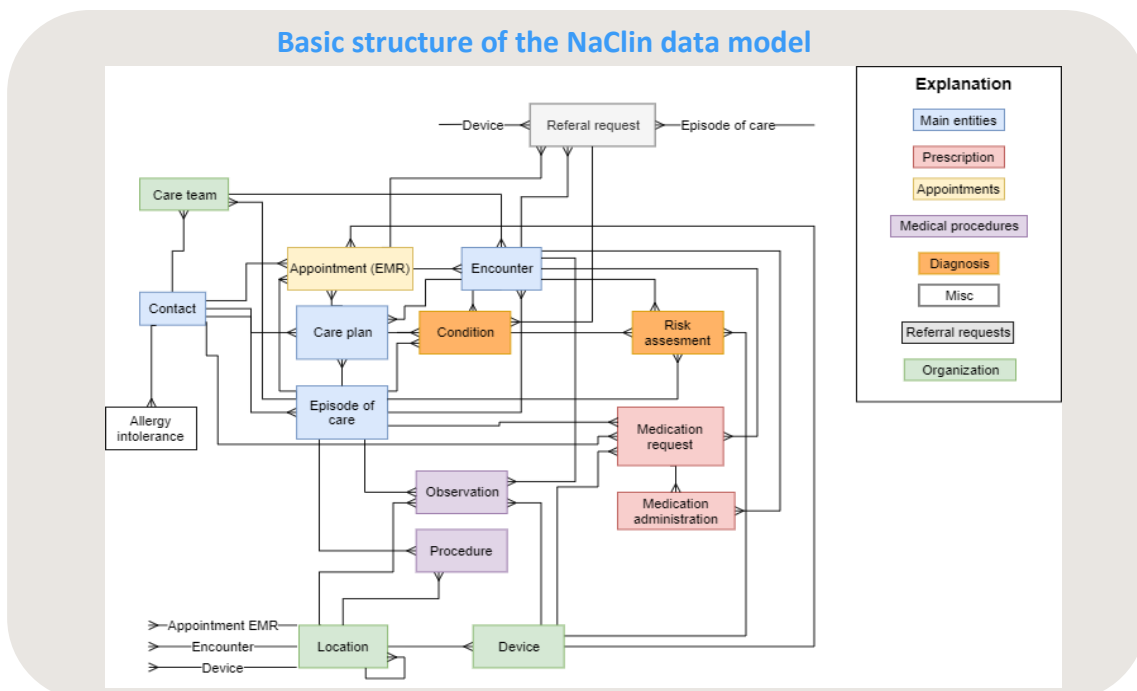 Basic structure of the NaClin data model
Explanation
Main entities
Prescription
Appointments
Medical procedures
Diagnosis
Misc
Referral requests
Organization
Device
Referal request
Episode of care
Care team
Appointment (EMR)
Encounter
Contact
Care plan
Condition
Risk
assesment
Episode of
care
Allergy
intolerance
Medication
request
Observation
Medication
administration
Procedure
Appointment EMR
Encounter
Device
Location
Device